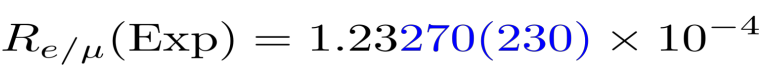 R_{e/μ}(Exp) = 1.23270(230) × 10^{−4}